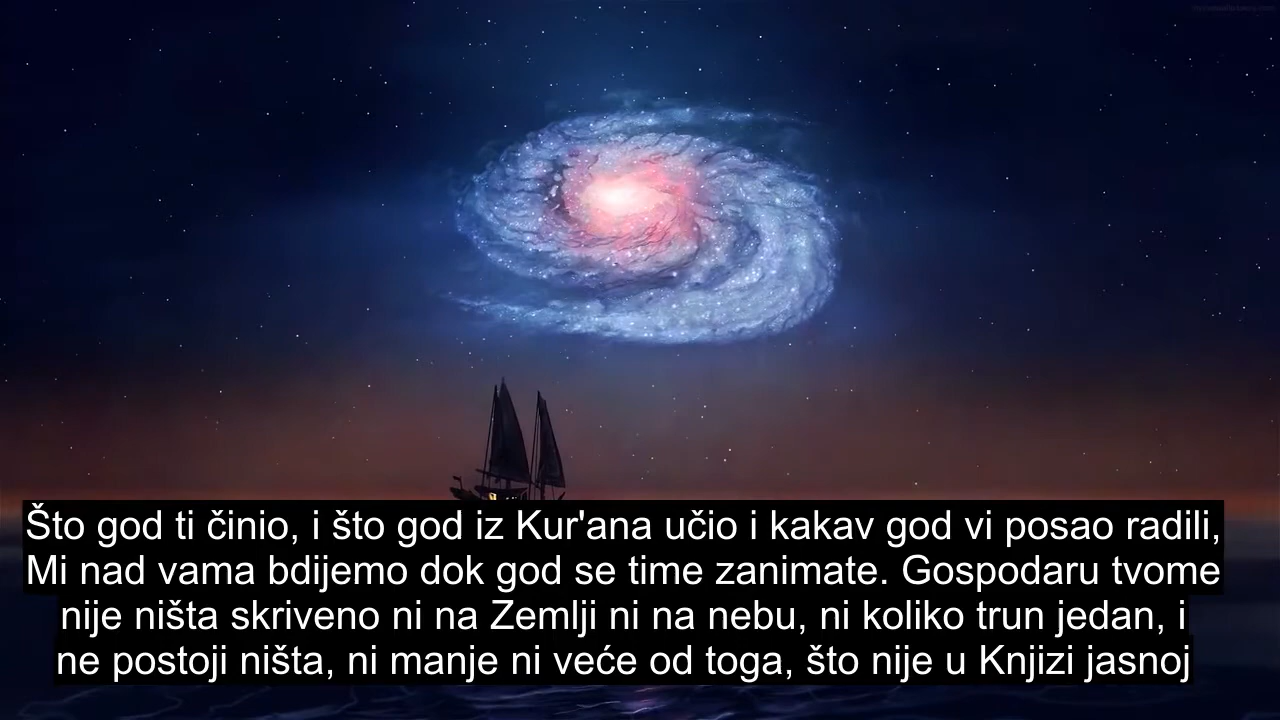 Što god ti činio, i što god iz Kur'ana učio i kakav god vi posao radili,
Mi nad vama bdijemo dok god se time zanimate. Gospodaru tvome
nije ništa skriveno ni na Zemlji ni na nebu, ni koliko trun jedan, i
ne postoji ništa, ni manje ni veće od toga, što nije u Knjizi jasnoj